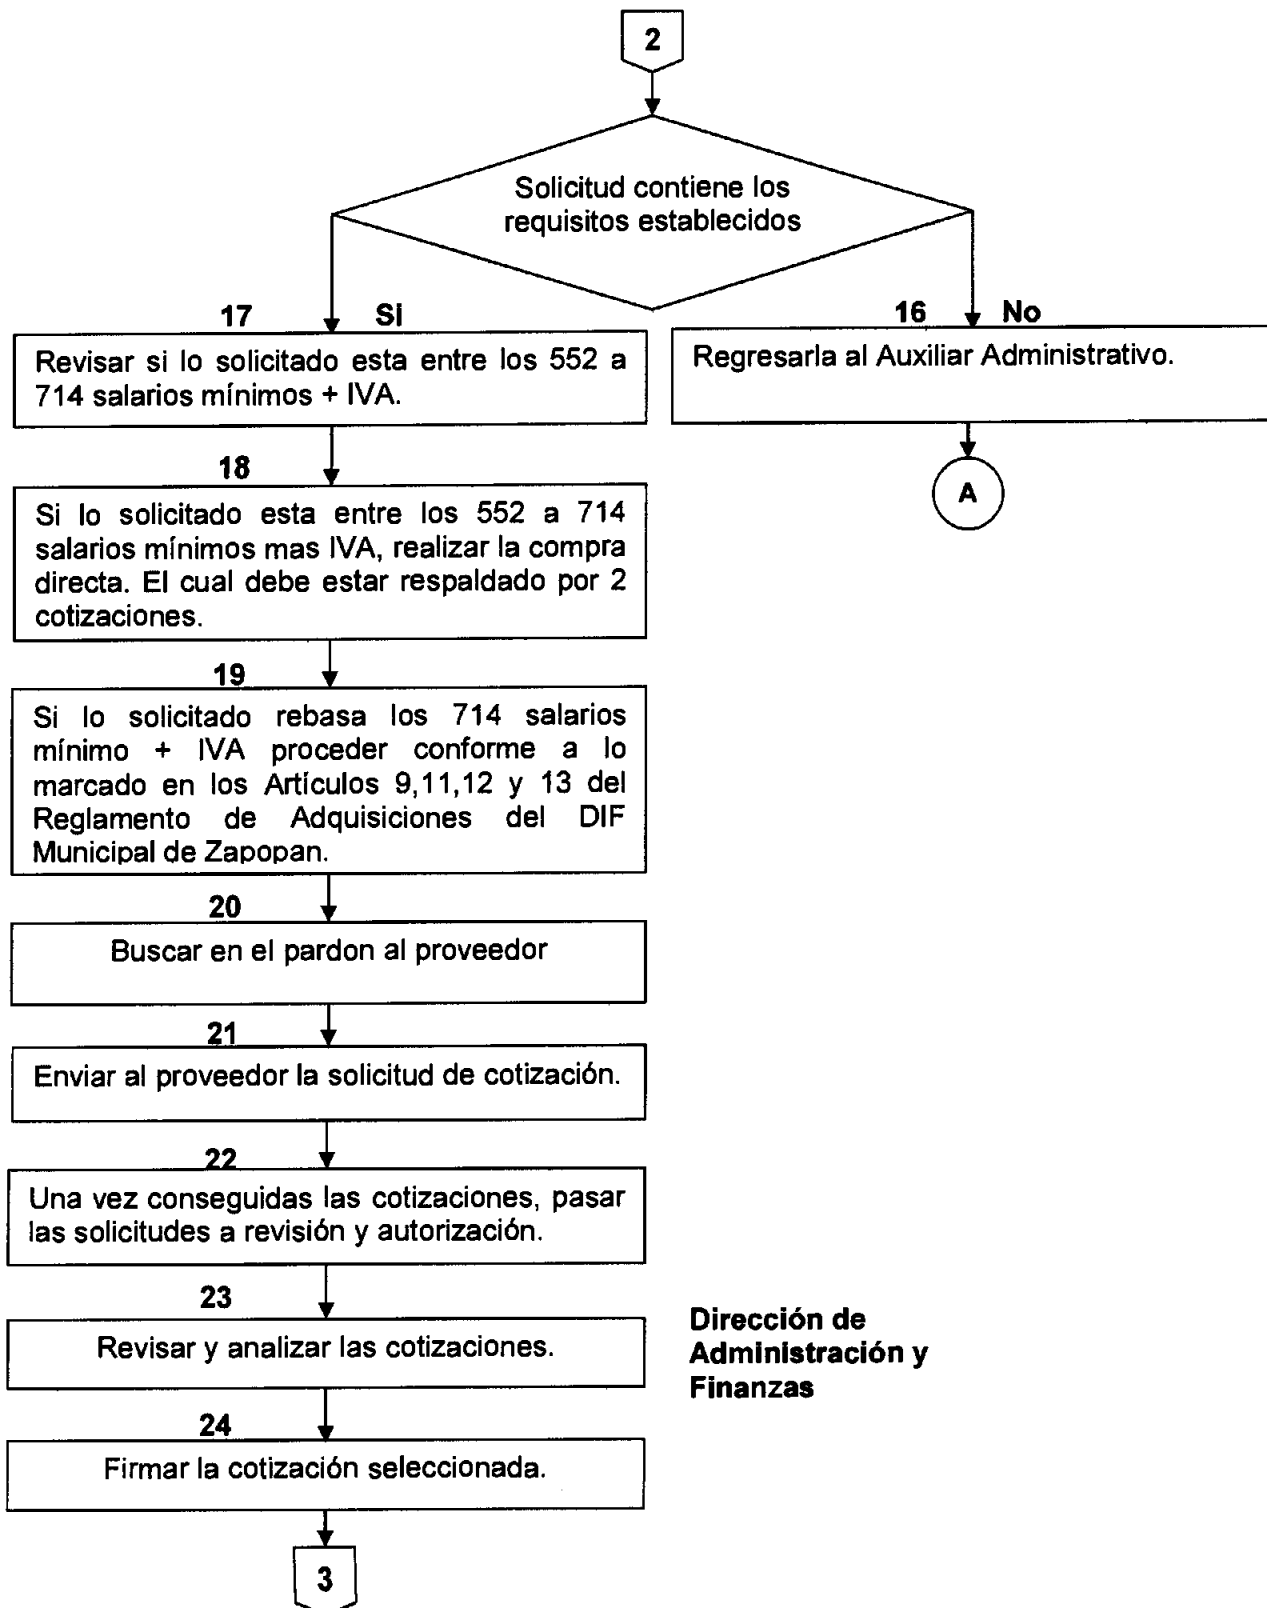 2
Solicitud contiene los
requisitos establecidos
17 Si
Revisar si lo solicitado esta entre los 552 a
714 salarios mínimos + IVA.
16 No
Regresarla al Auxiliar Administrativo.
A
18
Si lo solicitado esta entre los 552 a 714
salarios mínimos mas IVA, realizar la compra
directa. El cual debe estar respaldado por 2
cotizaciones.
19
Si lo solicitado rebasa los 714 salarios
mínimo + IVA proceder conforme a lo
marcado en los Artículos 9,11,12 y 13 del
Reglamento de Adquisiciones del DIF
Municipal de Zapopan.
20
Buscar en el pardon al proveedor
21
Enviar al proveedor la solicitud de cotización.
22
Una vez conseguidas las cotizaciones, pasar
las solicitudes a revisión y autorización.
23
Revisar y analizar las cotizaciones.
Dirección de
Administración y
Finanzas
24
Firmar la cotización seleccionada.
3